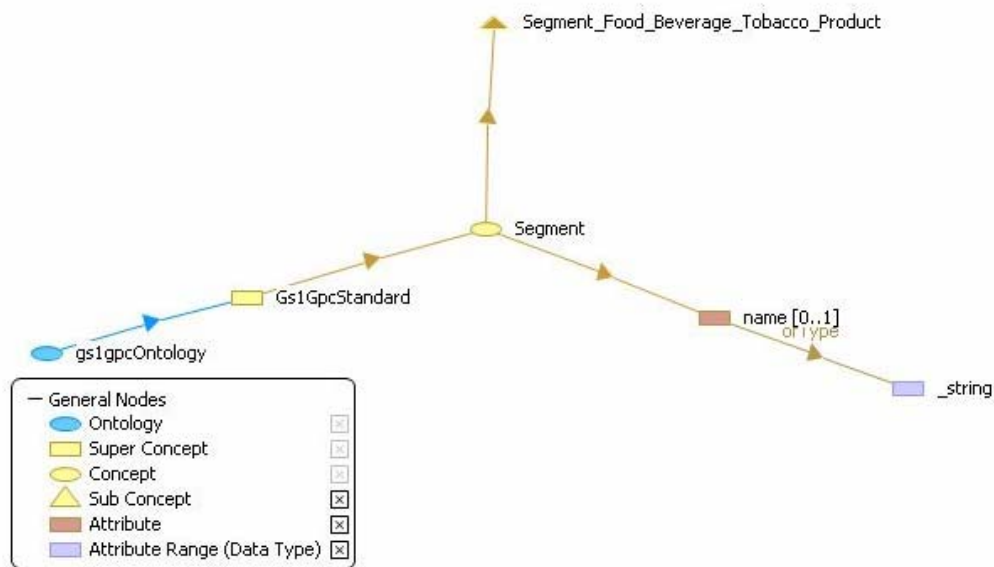 Segment_Food_Beverage_Tobacco_Product
Segment
Gs1GpcStandard
name [0..1]
ofType
gs1gpcOntology
_string
General Nodes
Ontology
Super Concept
Concept
Sub Concept
Attribute
Attribute Range (Data Type)